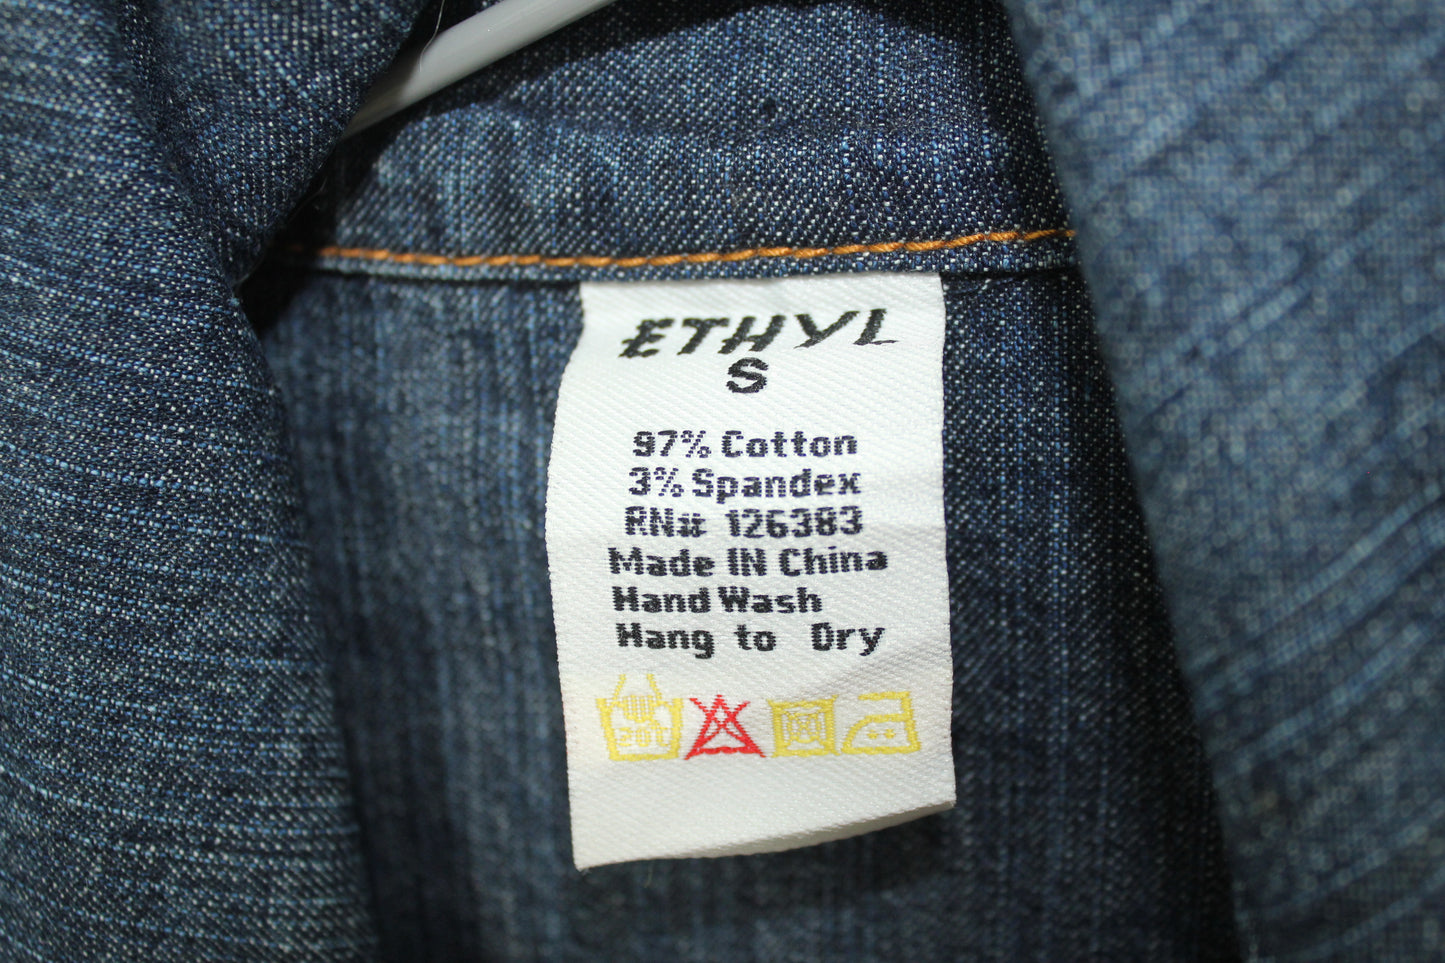 ETHYL
S
97% Cotton
3% Spandex
RN# 126383
Made IN China
Hand Wash
Hang to Dry